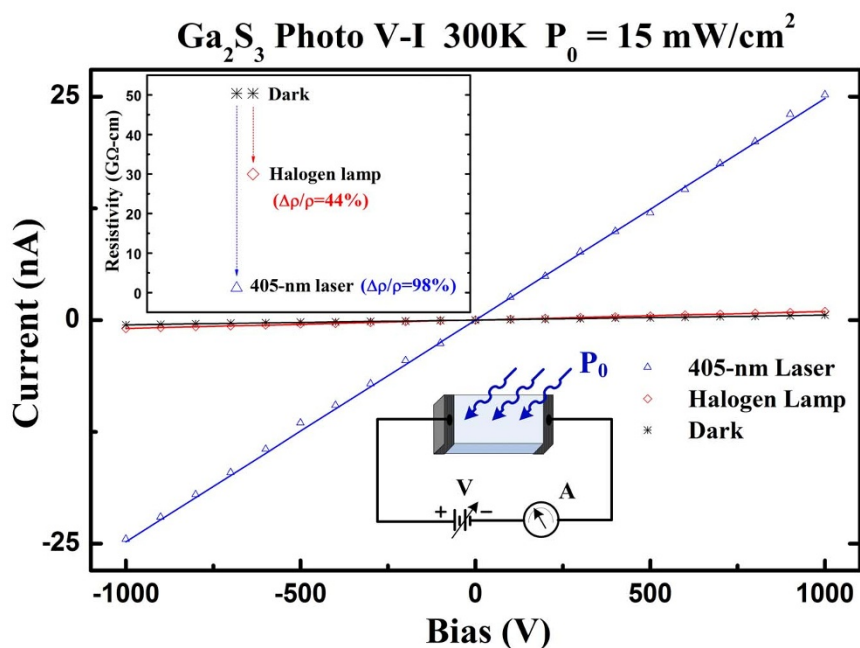 Ga₂S₃ Photo V-I 300K P₀ = 15 mW/cm²
25
0
-25
Current (nA)
50
40
30
20
10
0
Resistivity (GΩ-cm)
Dark
Halogen lamp
(Δρ/ρ=44%)
405-nm laser (Δρ/ρ=98%)
P₀
405-nm Laser
Halogen Lamp
Dark
V
A
+
−
-1000
-500
0
500
1000
Bias (V)